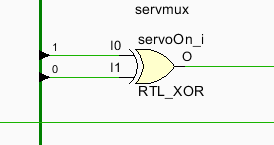 servmux
servoOn_i
1 I0
O
0 I1
RTL_XOR